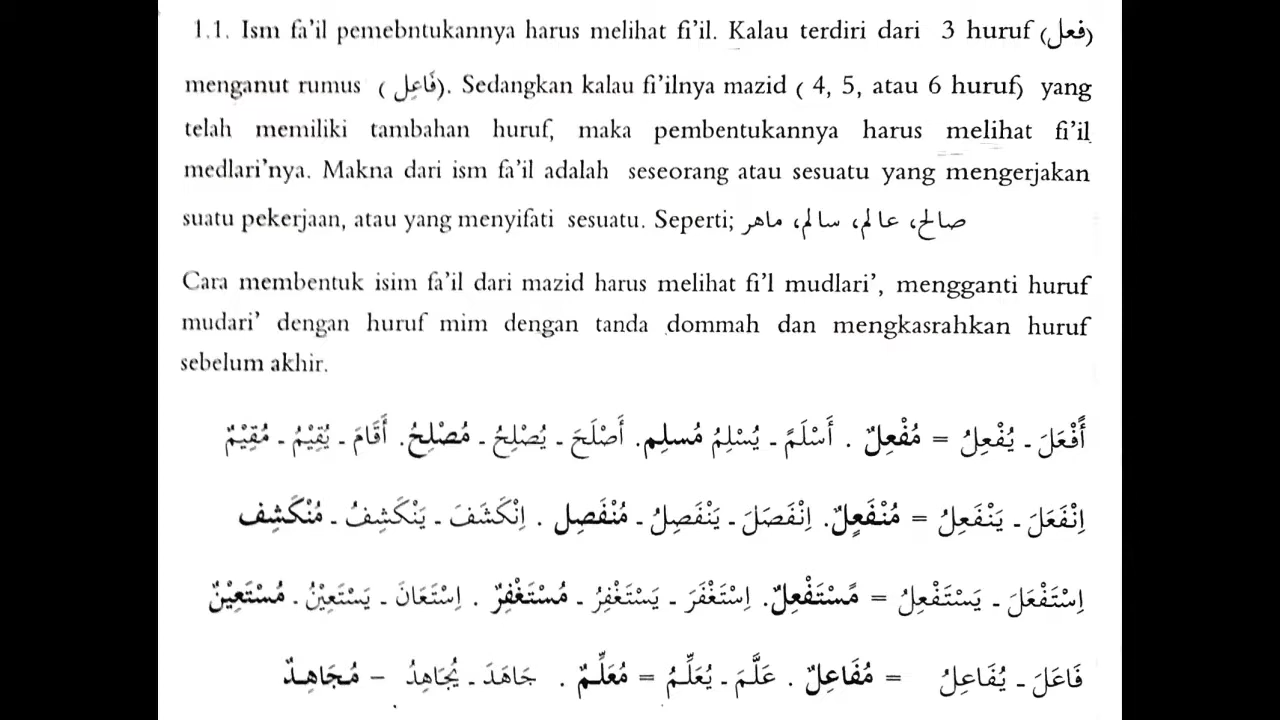 1.1. Ism fa'il pemebntukannya harus melihat fi'il. Kalau terdiri dari 3 huruf (فعل)
menganut rumus ( فَاعِل). Sedangkan kalau fi'ilnya mazid ( 4, 5, atau 6 huruf) yang
telah memiliki tambahan huruf, maka pembentukannya harus melihat fi'il
medlari'nya. Makna dari ism fa'il adalah seseorang atau sesuatu yang mengerjakan
suatu pekerjaan, atau yang menyifati sesuatu. Seperti; صالح، عالم، سالم، ماهر
Cara membentuk isim fa'il dari mazid harus melihat fi'l mudlari', mengganti huruf
mudari' dengan huruf mim dengan tanda dommah dan mengkasrahkan huruf
sebelum akhir.
أَفْعَلَ - يُفْعِلُ = مُفْعِلٌ . أَسْلَمَ - يُسْلِمُ مُسلِم. أَصْلَحَ - يُصْلِحُ - مُصْلِحُ. أَقَامَ - يُقِيْمُ - مُقِيْمٌ
اِنْفَعَلَ - يَنْفَعِلُ = مُنْفَعِلٌ. اِنْفَصَلَ - يَنْفَصِلُ - مُنْفَصِل . اِنْكَشَفَ - يَنْكَشِفُ - مُنْكَشِف
اِسْتَفْعَلَ - يَسْتَفْعِلُ = مُسْتَفْعِلٌ. اِسْتَغْفَرَ - يَسْتَغْفِرُ - مُسْتَغْفِرٌ . اِسْتَعَانَ - يَسْتَعِيْنُ . مُسْتَعِيْنٌ
فَاعَلَ - يُفَاعِلُ = مُفَاعِلٌ . عَلَّمَ - يُعَلِّمُ = مُعَلِّمٌ . جَاهَدَ - يُجَاهِدُ – مُجَاهِدٌ